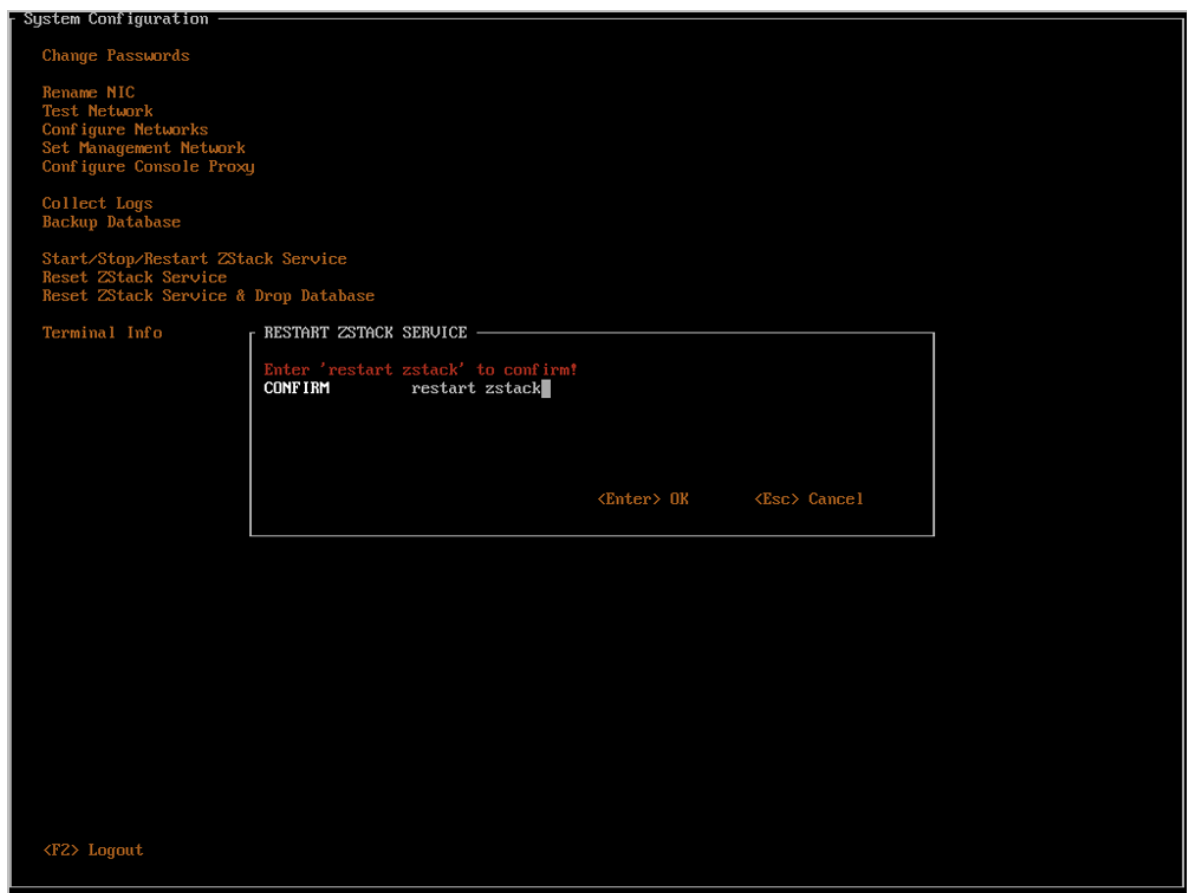 System Configuration
Change Passwords
Rename NIC
Test Network
Configure Networks
Set Management Network
Configure Console Proxy
Collect Logs
Backup Database
Start/Stop/Restart ZStack Service
Reset ZStack Service
Reset ZStack Service & Drop Database
Terminal Info
RESTART ZSTACK SERVICE
Enter 'restart zstack' to confirm!
CONFIRM restart zstack
<Enter> OK <Esc> Cancel
<F2> Logout